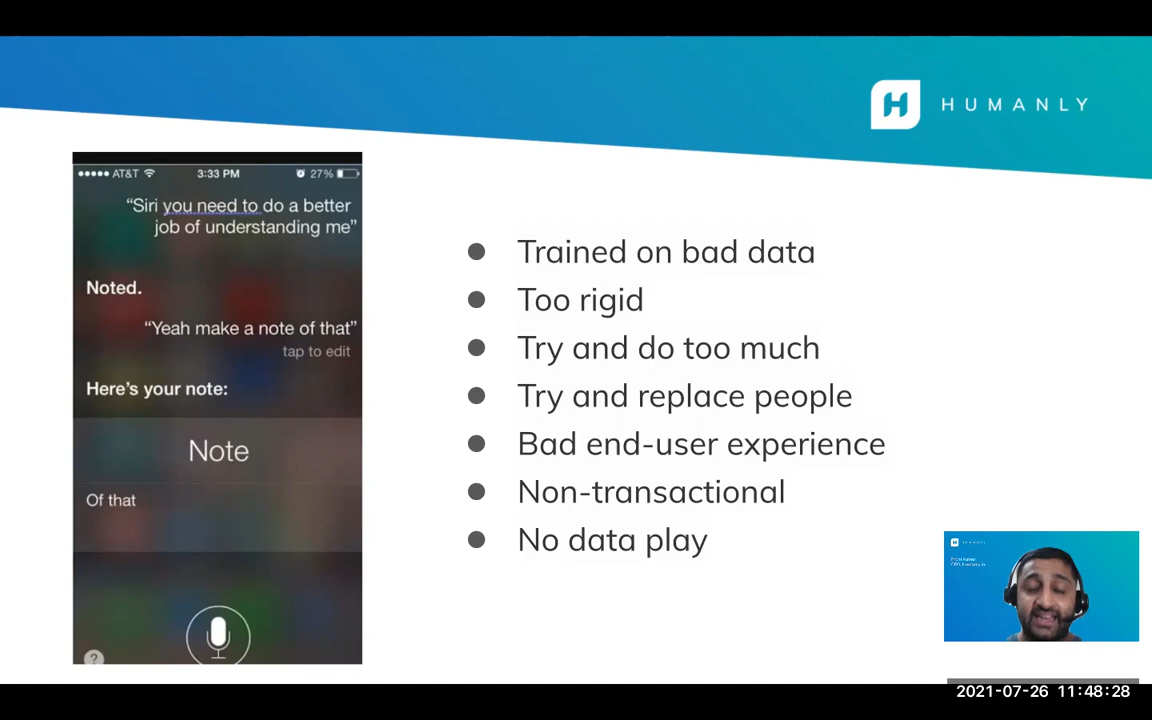 HUMANLY
AT&T 3:33 PM 27%
“Siri you need to do a better
job of understanding me”
Noted.
“Yeah make a note of that”
tap to edit
Here’s your note:
Note
Of that
?
Trained on bad data
Too rigid
Try and do too much
Try and replace people
Bad end-user experience
Non-transactional
No data play
2021-07-26 11:48:28